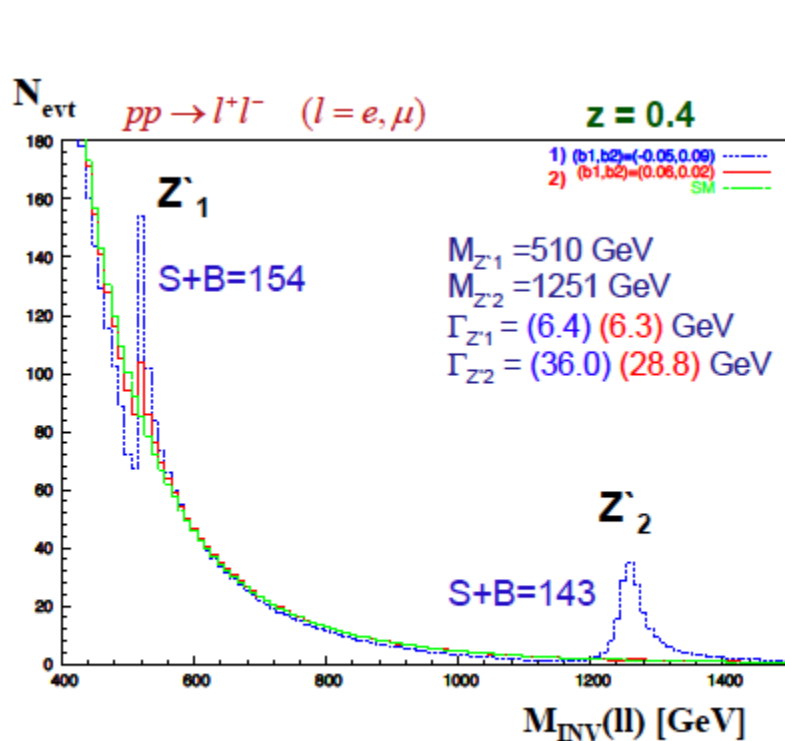 N_evt
pp → l⁺l⁻ (l = e, μ)
z = 0.4
1) (b1,b2)=(-0.05,0.09)
2) (b1,b2)=(0.06,0.02)
SM
Z`₁
S+B=154
M_Z`1 =510 GeV
M_Z`2 =1251 GeV
Γ_Z`1 = (6.4) (6.3) GeV
Γ_Z`2 = (36.0) (28.8) GeV
Z`₂
S+B=143
180
160
140
120
100
80
60
40
20
0
400 600 800 1000 1200 1400
M_INV(ll) [GeV]